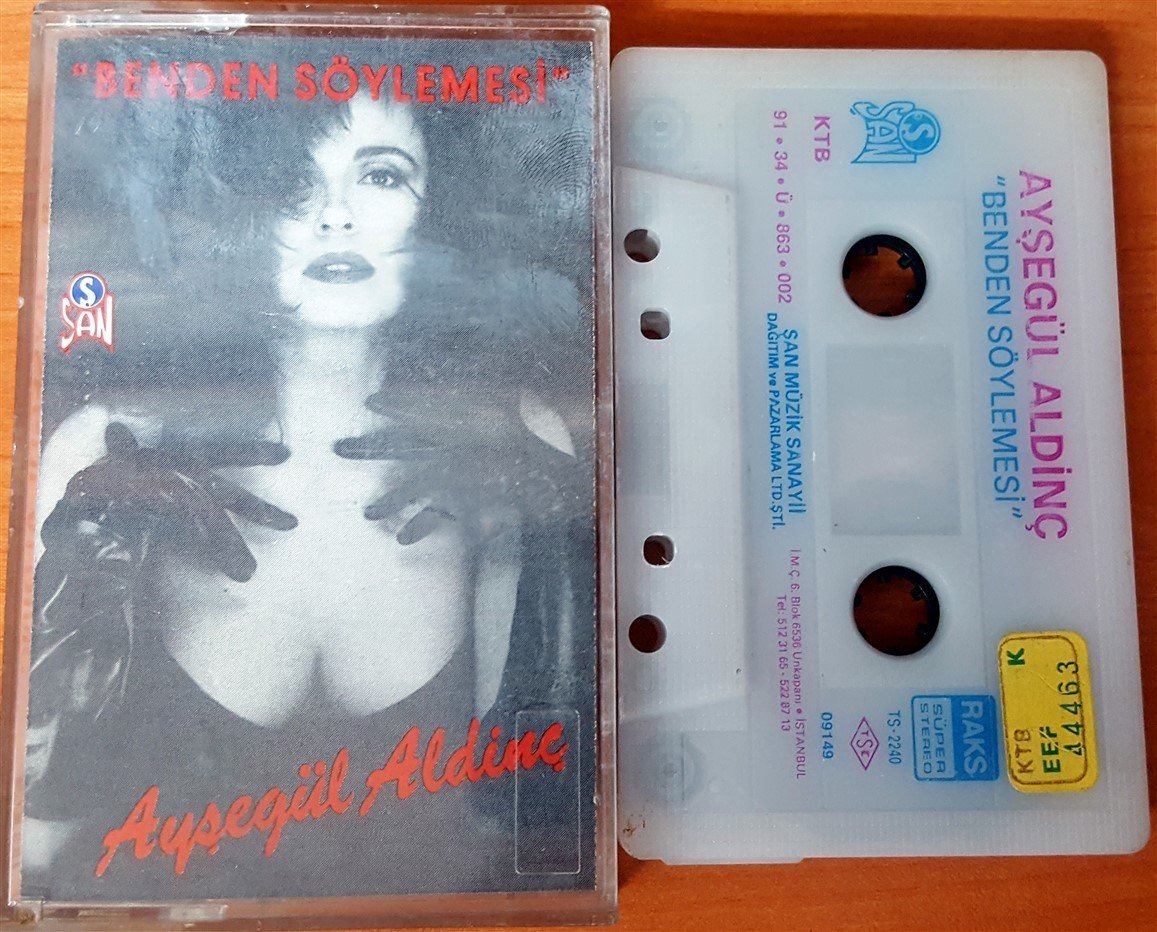 "BENDEN SÖYLEMESİ"
Ş
ŞAN
Ayşegül Aldinç
AYŞEGÜL ALDİNÇ
"BENDEN SÖYLEMESİ"
Ş
ŞAN
KTB
91 • 34 • Ü • 863 • 002
ŞAN MÜZİK SANAYİİ
DAĞITIM ve PAZARLAMA LTD.ŞTİ.
İ.M.Ç. 6. Blok 6536 Unkapanı • İSTANBUL
Tel: 512 31 65 - 522 87 13
RAKS
SÜPER
STEREO
TS-2240
TSE
09149
KTB K
EEF
44463